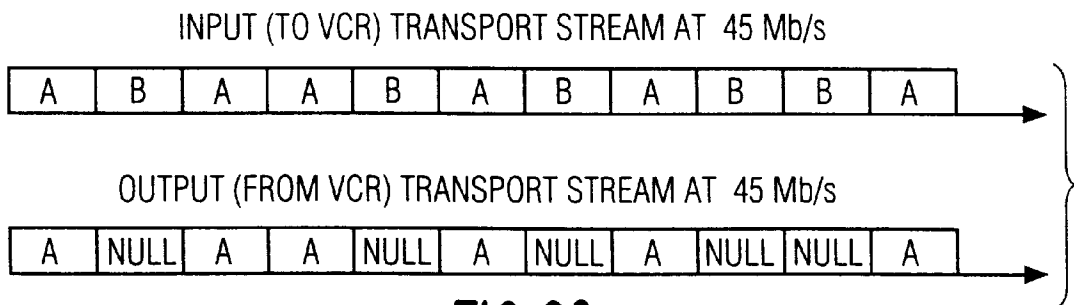 INPUT (TO VCR) TRANSPORT STREAM AT 45 Mb/s
A B A A B A B A B B A
OUTPUT (FROM VCR) TRANSPORT STREAM AT 45 Mb/s
A NULL A A NULL A NULL A NULL NULL A